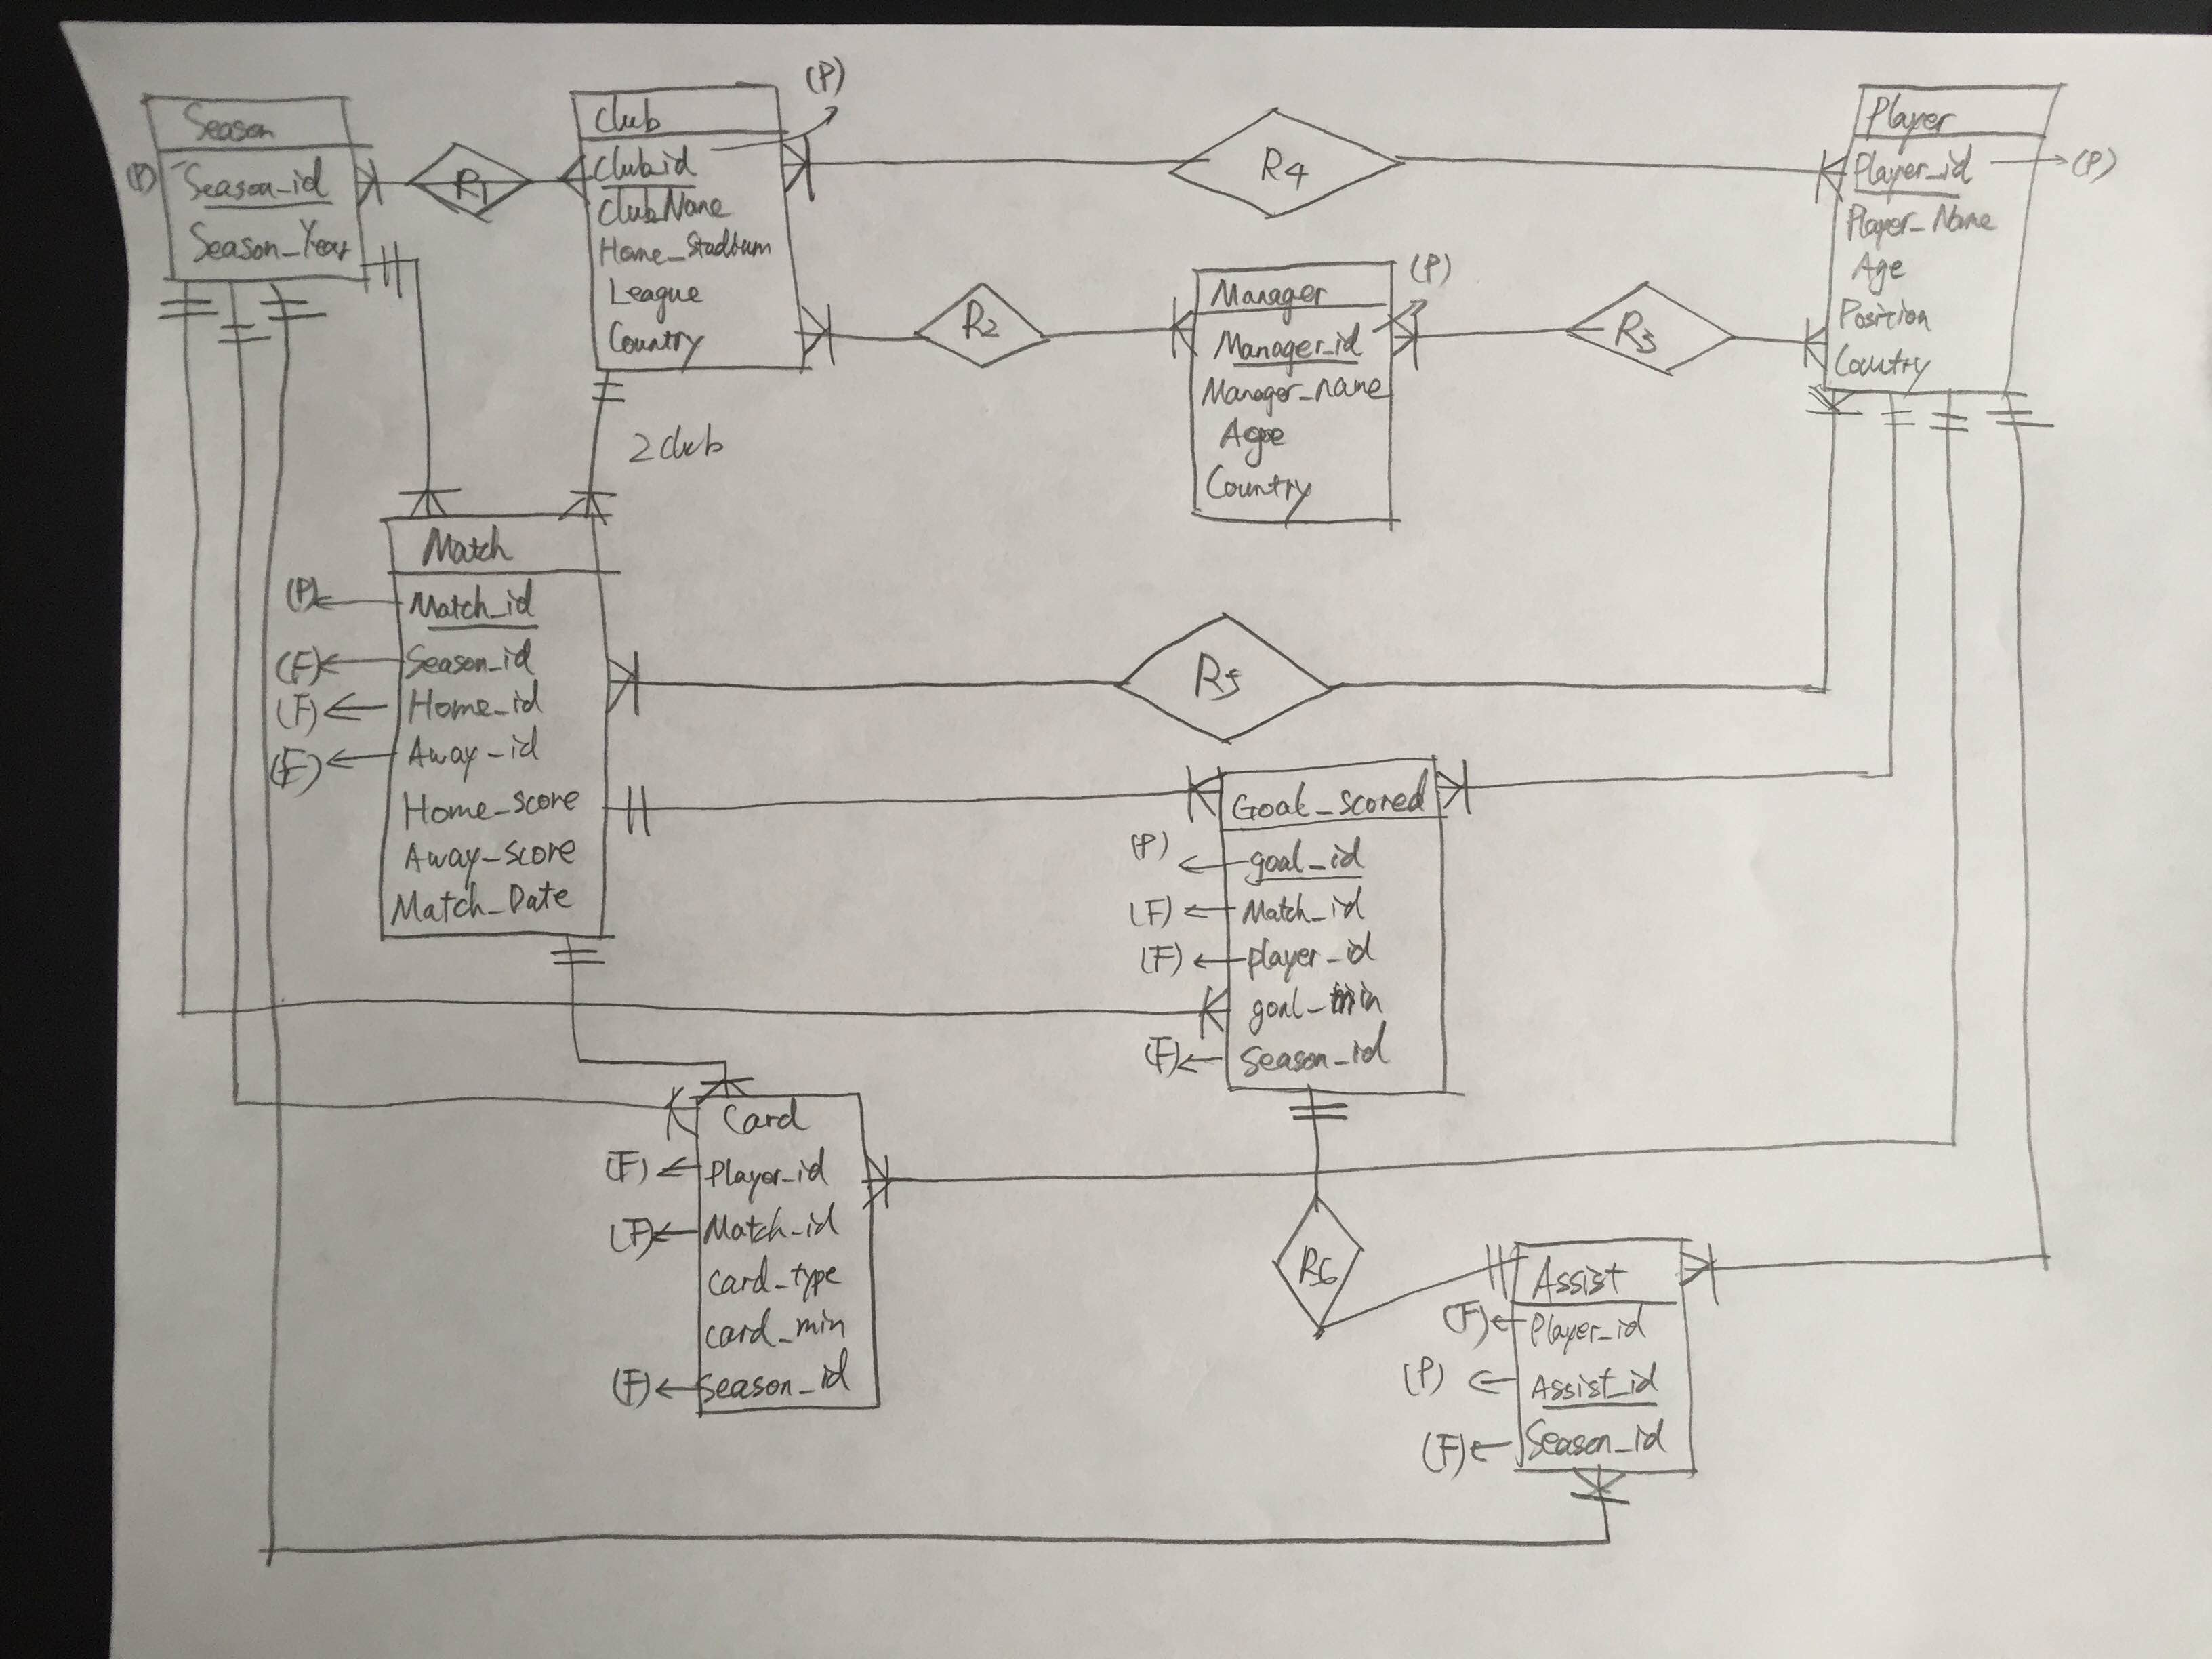 Season
(P) Season_id
Season_Year
R1
(P)
Club
Club_id
Club_Name
Home_Stadium
League
Country
R4
Player
Player_id (P)
Player_Name
Age
Position
Country
R2
(P)
Manager
Manager_id
Manager_name
Age
Country
R3
2 club
Match
(P) Match_id
(F) Season_id
(F) Home_id
(F) Away_id
Home_score
Away_score
Match_Date
R5
Goal_scored
(P) goal_id
(F) Match_id
(F) player_id
goal_min
(F) Season_id
Card
(F) Player_id
(F) Match_id
Card_type
Card_min
(F) Season_id
R6
Assist
(F) Player_id
(P) Assist_id
(F) Season_id